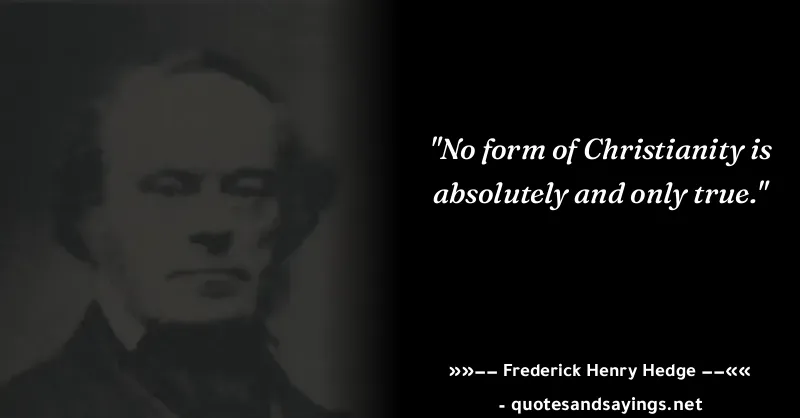 "No form of Christianity is
absolutely and only true."
»»−− Frederick Henry Hedge −−««
- quotesandsayings.net